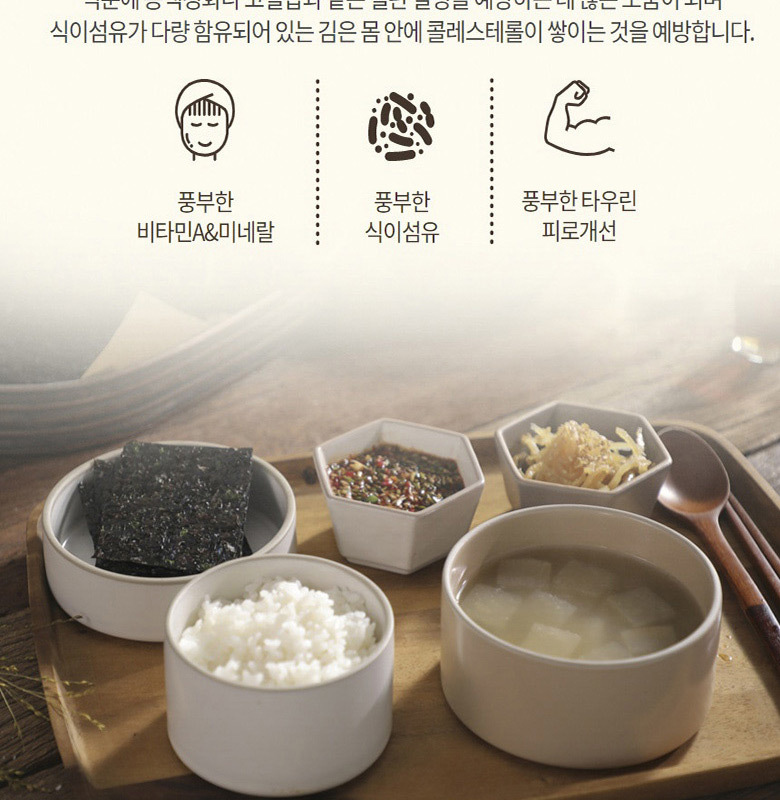 식이섬유가 다량 함유되어 있는 김은 몸 안에 콜레스테롤이 쌓이는 것을 예방합니다.
풍부한
비타민A&미네랄
풍부한
식이섬유
풍부한 타우린
피로개선